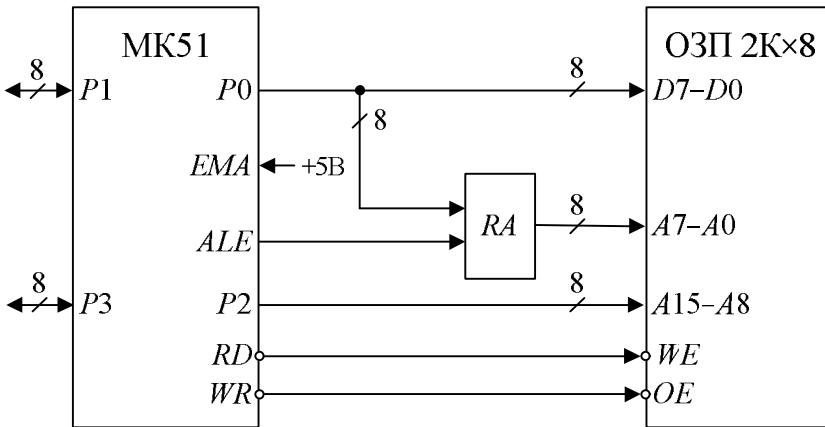 МК51
ОЗП 2К×8
8
P1
P0
8
D7–D0
8
EMA
+5В
RA
8
A7–A0
ALE
8
P3
P2
8
A15–A8
RD
WE
WR
OE